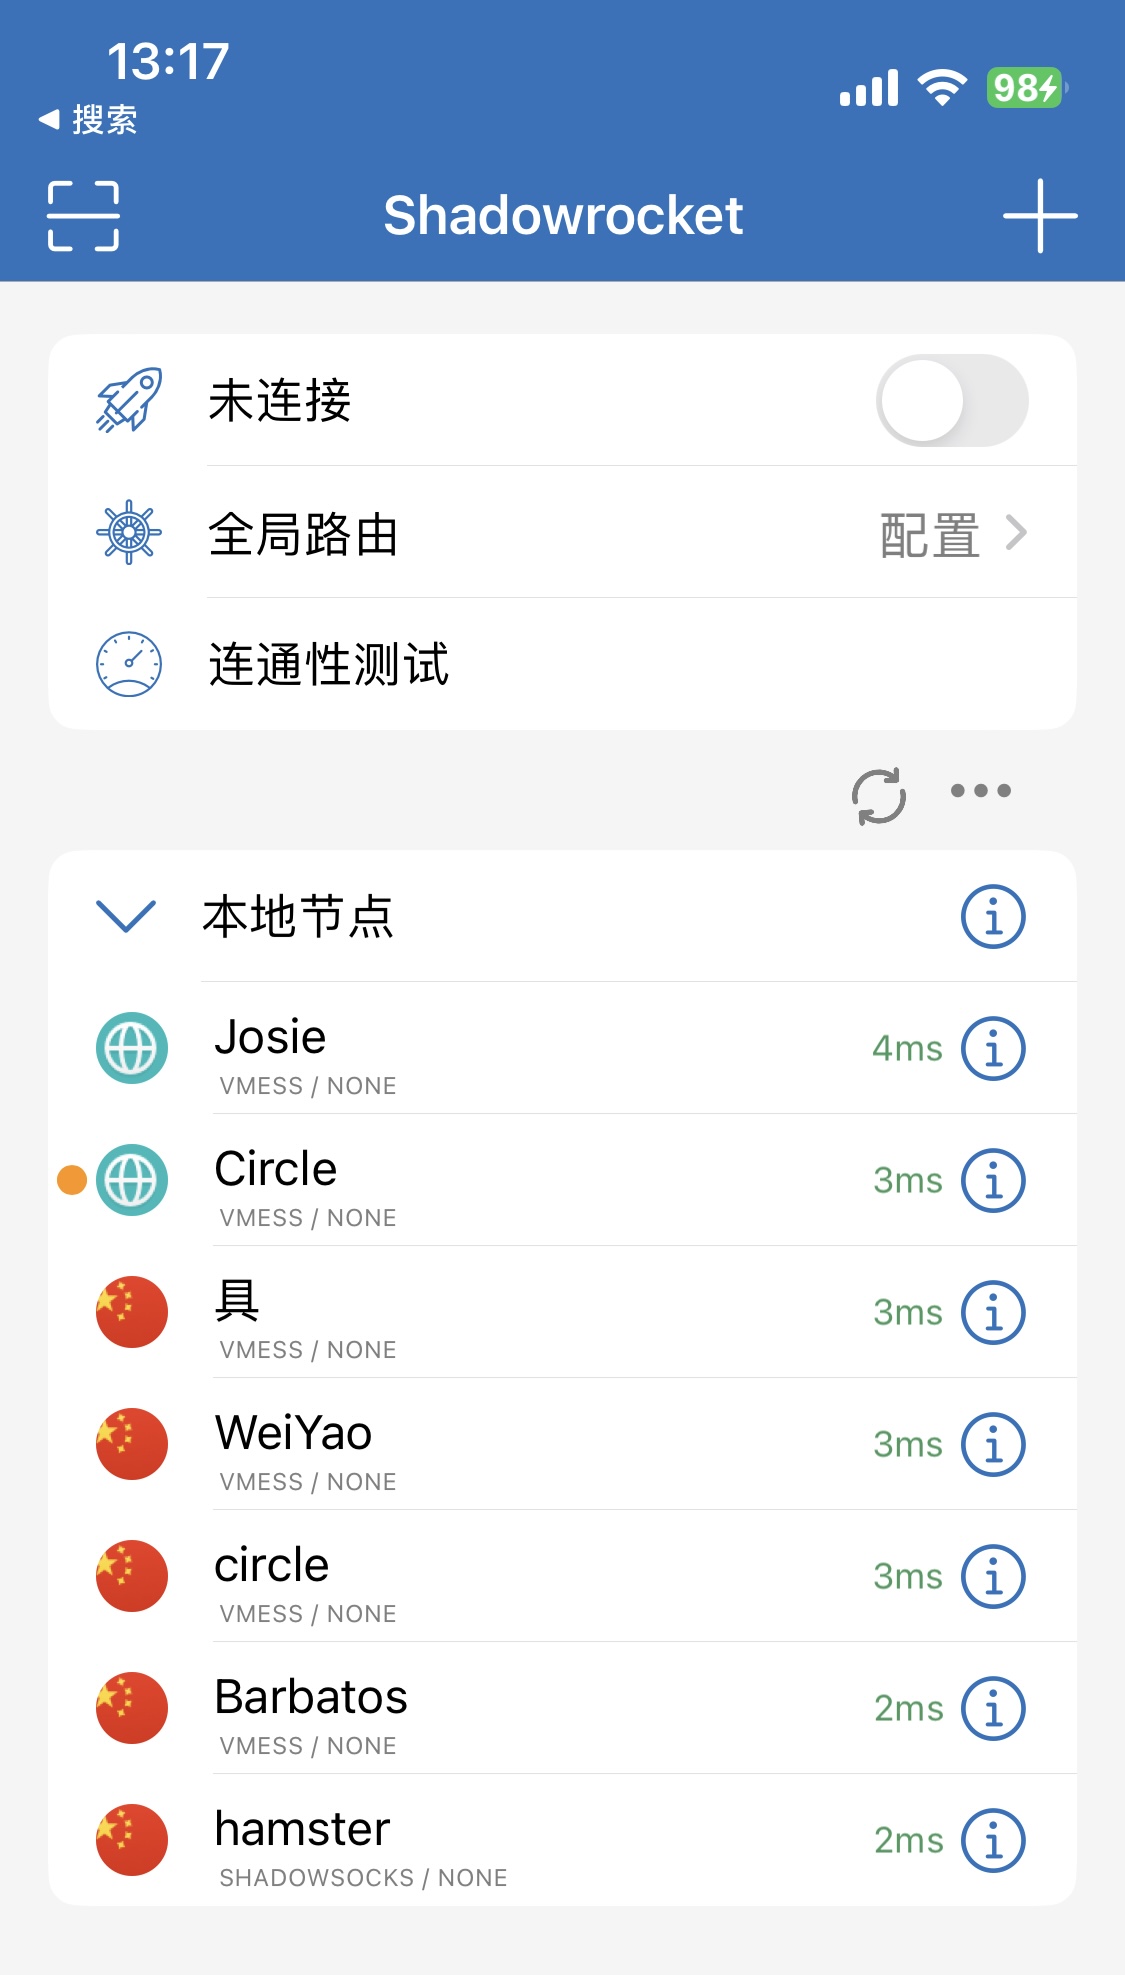 13:17
98
◀ 搜索
Shadowrocket
未连接
全局路由 配置
连通性测试
本地节点
Josie
VMESS / NONE
4ms
Circle
VMESS / NONE
3ms
具
VMESS / NONE
3ms
WeiYao
VMESS / NONE
3ms
circle
VMESS / NONE
3ms
Barbatos
VMESS / NONE
2ms
hamster
SHADOWSOCKS / NONE
2ms